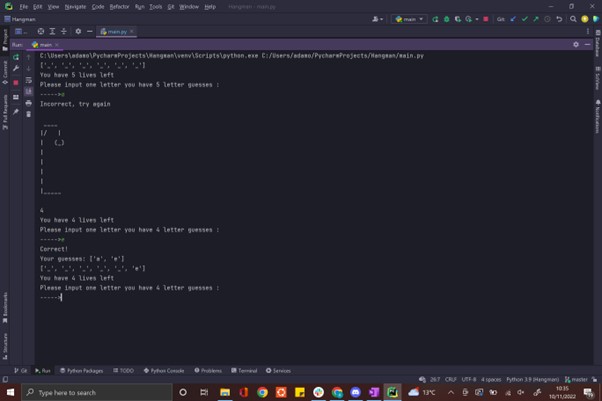 File Edit View Navigate Code Refactor Run Tools Git Window Help Hangman - main.py
Hangman
main
Git:
Project
main.py
Run: main
C:\Users\adamo\PycharmProjects\Hangman\venv\Scripts\python.exe C:/Users/adamo/PycharmProjects/Hangman/main.py
['_', '_', '_', '_', '_', '_']
You have 5 lives left
Please input one letter you have 5 letter guesses :
----->a
Incorrect, try again
 ____
|/   |
|   (_)
|
|
|
|
|_____
4
You have 4 lives left
Please input one letter you have 4 letter guesses :
----->e
Correct!
Your guesses: ['a', 'e']
['_', '_', '_', '_', '_', 'e']
You have 4 lives left
Please input one letter you have 4 letter guesses :
----->
Commit
Pull Requests
Bookmarks
Structure
Database
SciView
Notifications
Git Run Python Packages TODO Python Console Problems Terminal Services
26:7 CRLF UTF-8 4 spaces Python 3.9 (Hangman) master
Type here to search
13°C
10:35
10/11/2022